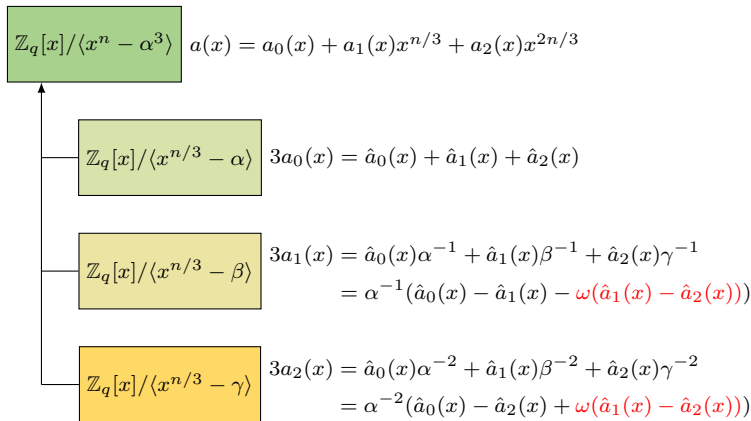 ℤ_q[x]/⟨x^n − α^3⟩ a(x) = a_0(x) + a_1(x)x^{n/3} + a_2(x)x^{2n/3}
ℤ_q[x]/⟨x^{n/3} − α⟩ 3a_0(x) = â_0(x) + â_1(x) + â_2(x)
ℤ_q[x]/⟨x^{n/3} − β⟩ 3a_1(x) = â_0(x)α^{−1} + â_1(x)β^{−1} + â_2(x)γ^{−1}
= α^{−1}(â_0(x) − â_1(x) − ω(â_1(x) − â_2(x)))
ℤ_q[x]/⟨x^{n/3} − γ⟩ 3a_2(x) = â_0(x)α^{−2} + â_1(x)β^{−2} + â_2(x)γ^{−2}
= α^{−2}(â_0(x) − â_2(x) + ω(â_1(x) − â_2(x)))